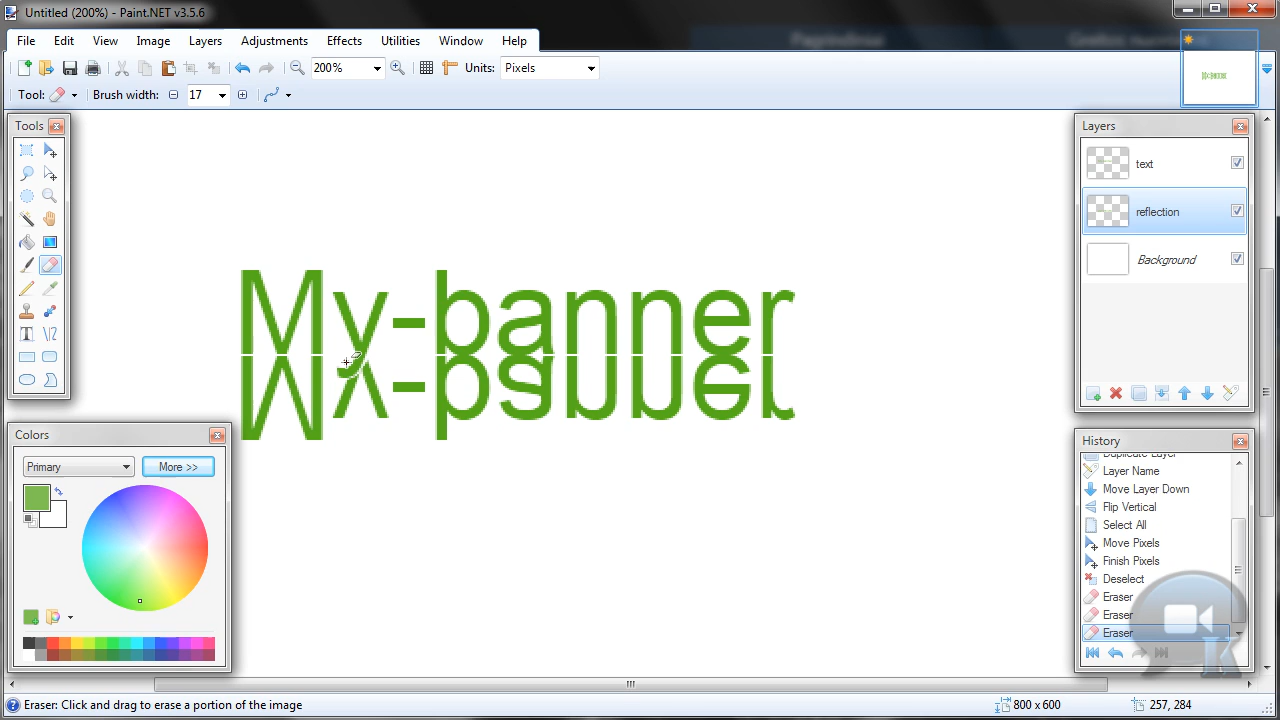 Untitled (200%) - Paint.NET v3.5.6
File Edit View Image Layers Adjustments Effects Utilities Window Help
200% Units: Pixels
Tool: Brush width: 17
Tools
Layers
text
reflection
Background
My-banner
Colors
Primary More >>
History
Duplicate Layer
Layer Name
Move Layer Down
Flip Vertical
Select All
Move Pixels
Finish Pixels
Deselect
Eraser
Eraser
Eraser
K
Eraser: Click and drag to erase a portion of the image 800 x 600 257, 284